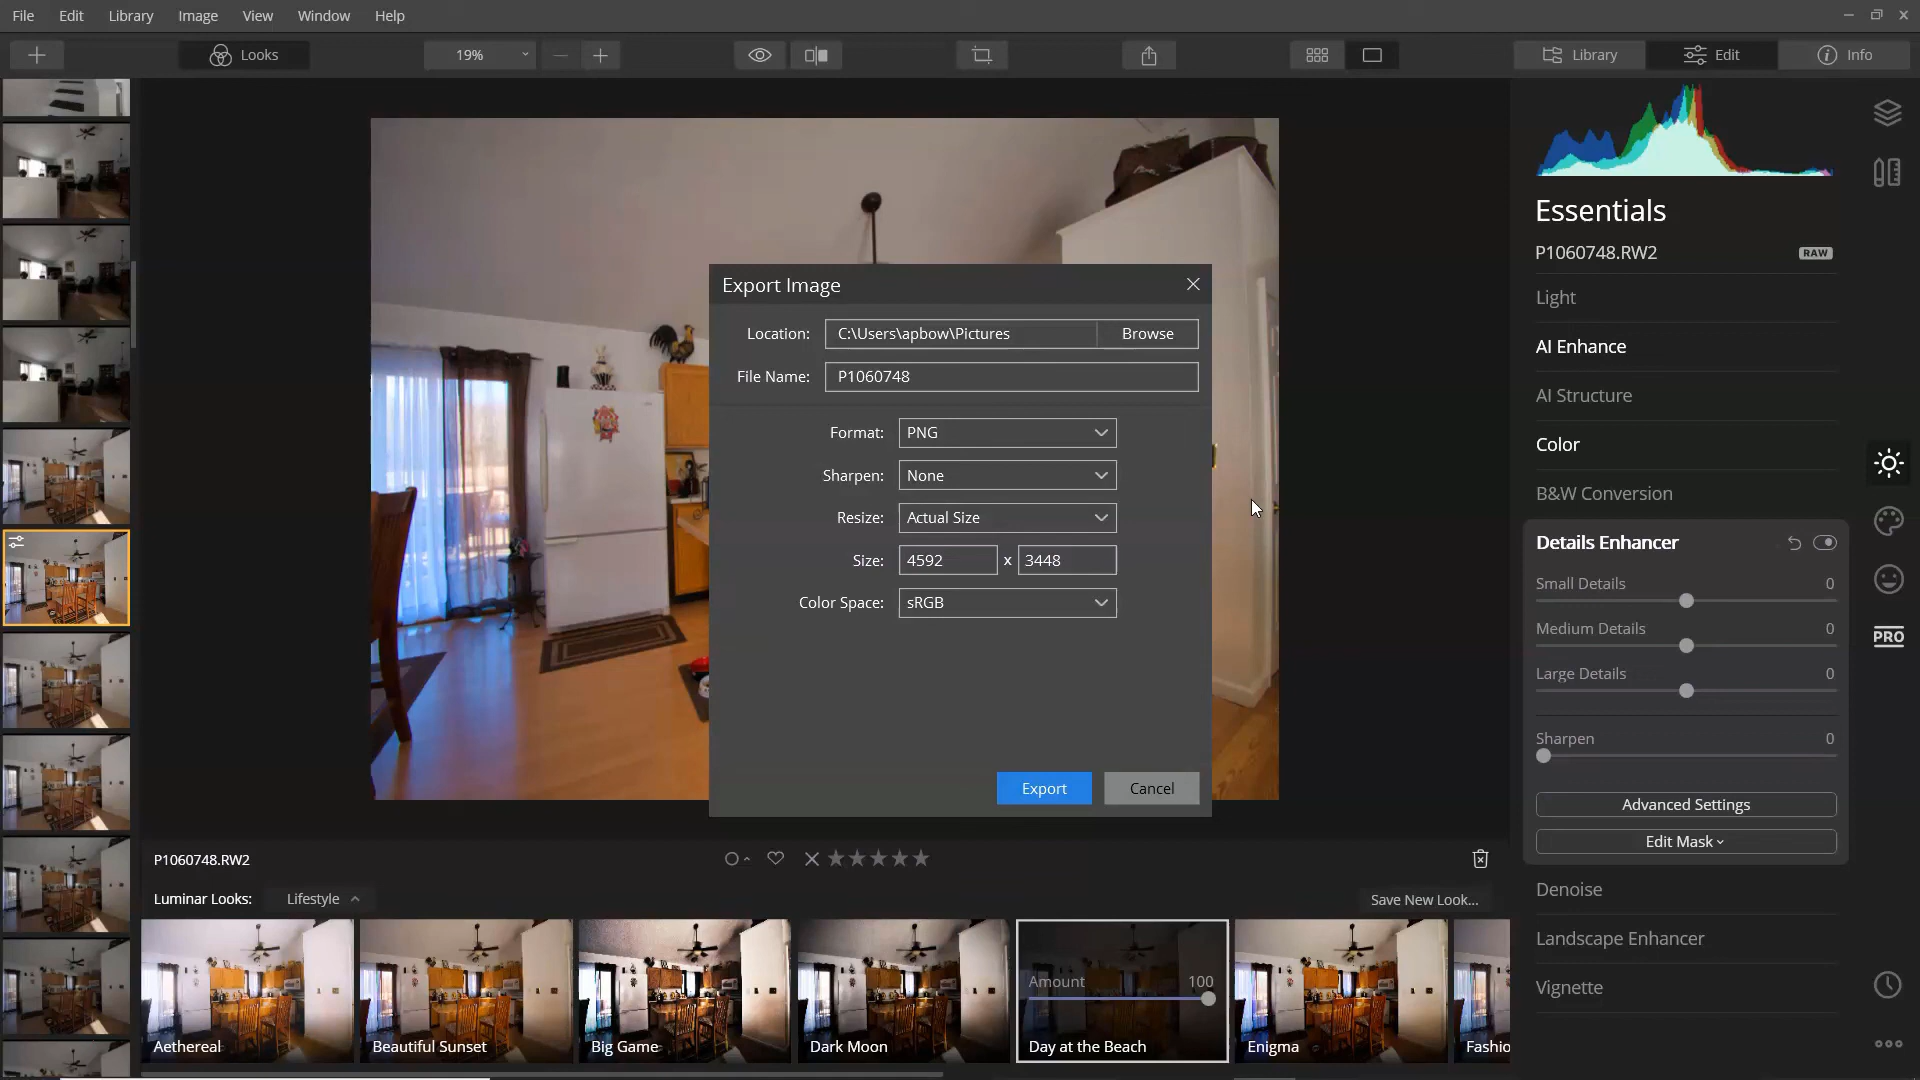 File Edit Library Image View Window Help
Looks 19% Library Edit Info
Essentials
P1060748.RW2 RAW
Light
AI Enhance
AI Structure
Color
B&W Conversion
Details Enhancer
Small Details 0
Medium Details 0
Large Details 0
Sharpen 0
Advanced Settings
Edit Mask
Denoise
Landscape Enhancer
Vignette
PRO
Export Image
Location: C:\Users\apbow\Pictures Browse
File Name: P1060748
Format: PNG
Sharpen: None
Resize: Actual Size
Size: 4592 x 3448
Color Space: sRGB
Export Cancel
P1060748.RW2
Luminar Looks: Lifestyle Save New Look...
Amount 100
Aethereal Beautiful Sunset Big Game Dark Moon Day at the Beach Enigma Fashio